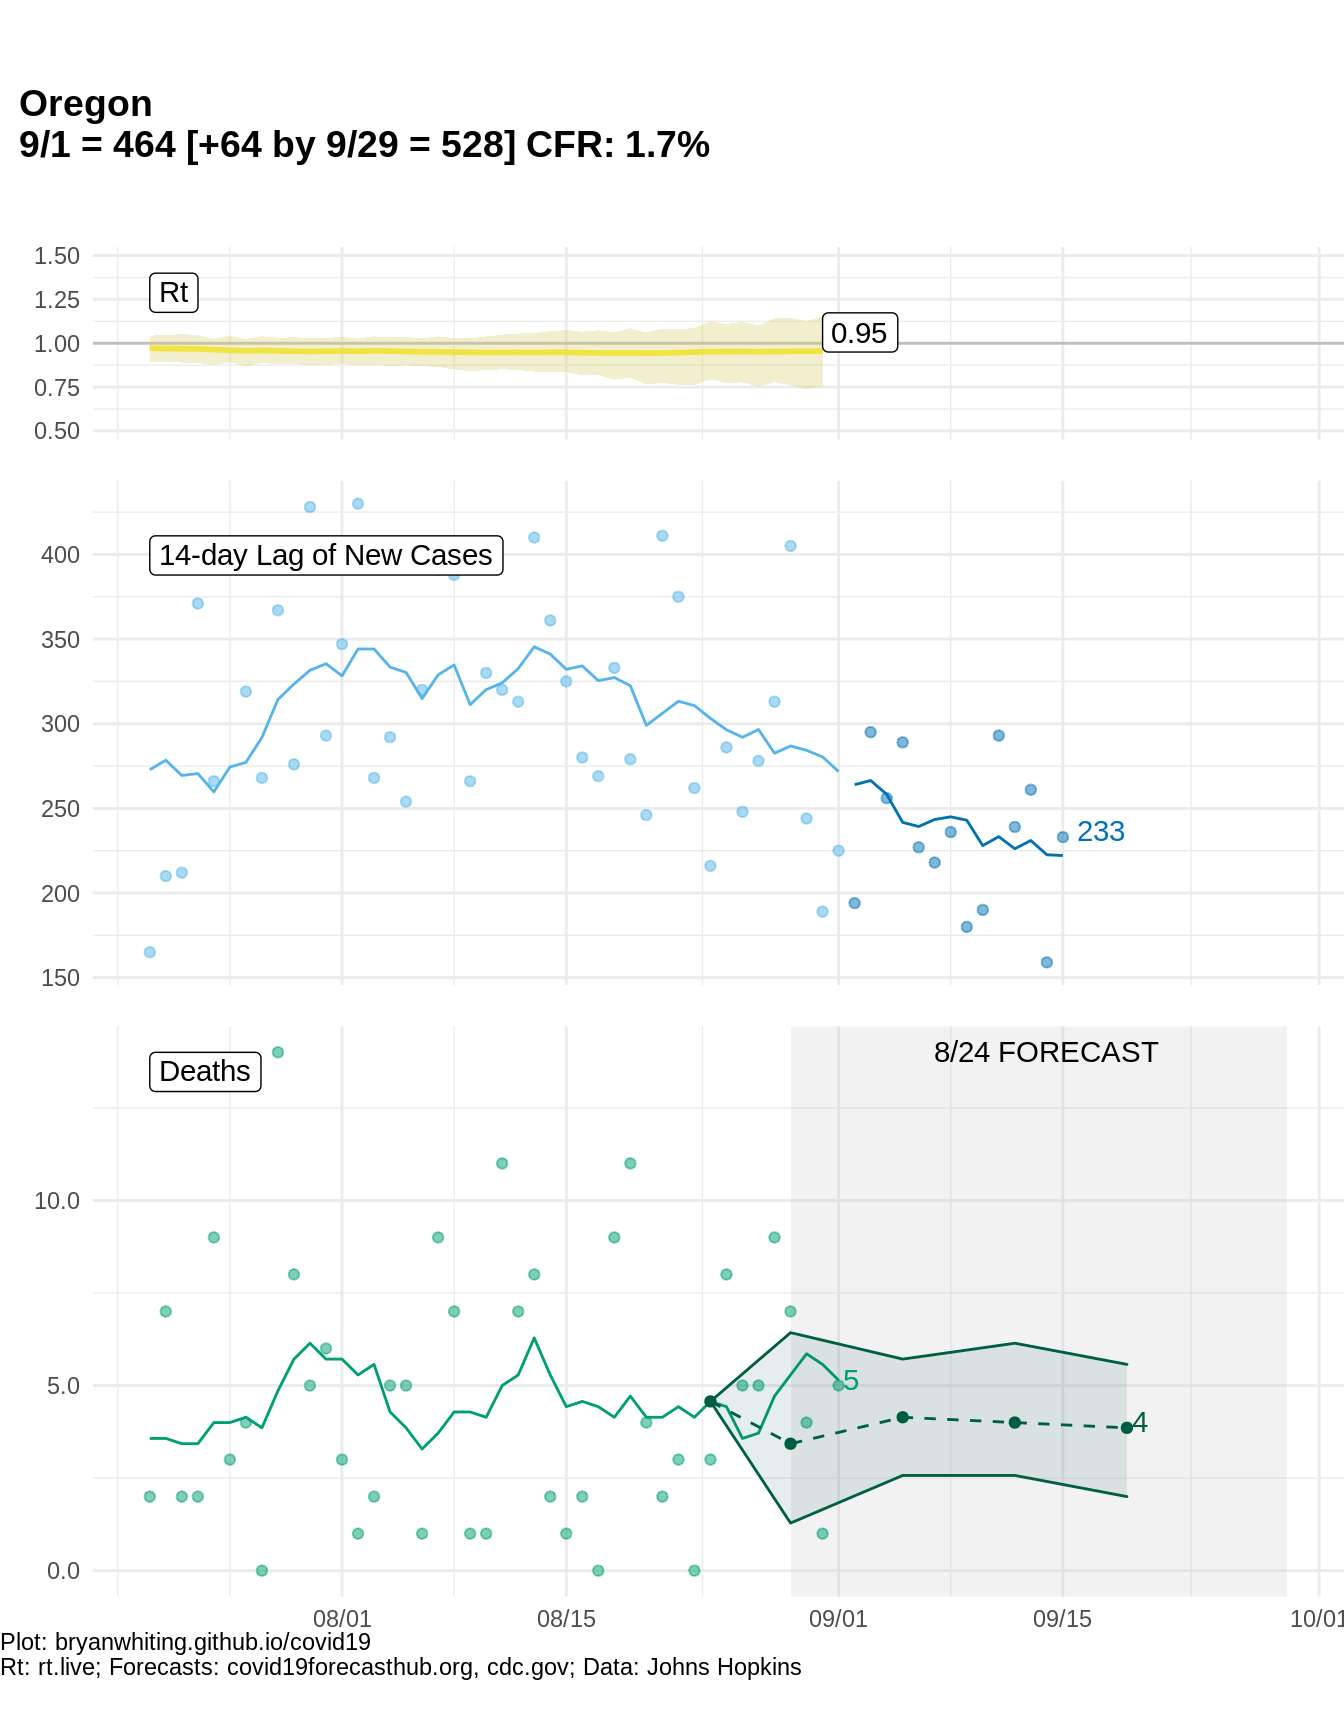 Oregon
9/1 = 464 [+64 by 9/29 = 528] CFR: 1.7%
1.50
Rt
1.25
0.95
1.00
0.75
0.50
14-day Lag of New Cases
400
350
300
250
233
200
150
8/24 FORECAST
Deaths
10.0
5.0
5
4
0.0
08/01 08/15 09/01 09/15 10/01
Plot: bryanwhiting.github.io/covid19
Rt: rt.live; Forecasts: covid19forecasthub.org, cdc.gov; Data: Johns Hopkins